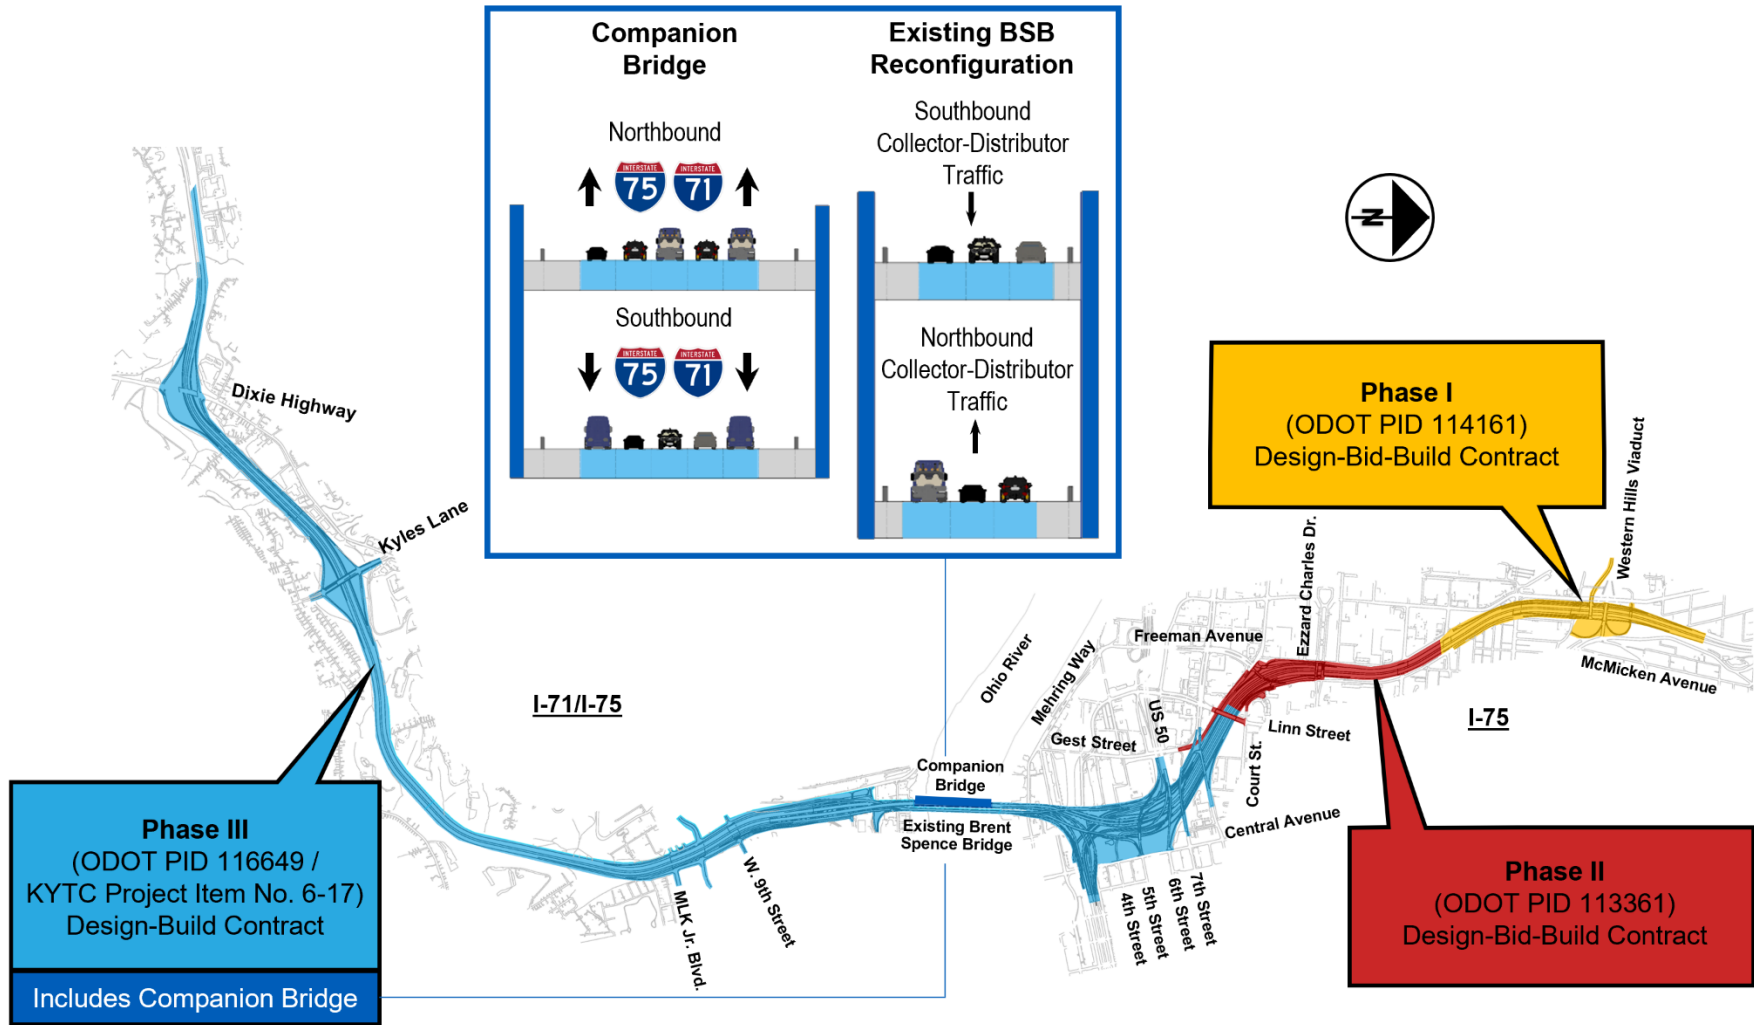 Companion
Bridge
Northbound
INTERSTATE
75
INTERSTATE
71
Southbound
INTERSTATE
75
INTERSTATE
71
Existing BSB
Reconfiguration
Southbound
Collector-Distributor
Traffic
Northbound
Collector-Distributor
Traffic
N
Phase I
(ODOT PID 114161)
Design-Bid-Build Contract
Dixie Highway
Kyles Lane
I-71/I-75
Ohio River
Mehring Way
Freeman Avenue
Ezzard Charles Dr.
Western Hills Viaduct
McMicken Avenue
I-75
US 50
Gest Street
Linn Street
Court St.
Central Avenue
Companion
Bridge
Existing Brent
Spence Bridge
W. 9th Street
MLK Jr. Blvd.
4th Street
5th Street
6th Street
7th Street
Phase III
(ODOT PID 116649 /
KYTC Project Item No. 6-17)
Design-Build Contract
Includes Companion Bridge
Phase II
(ODOT PID 113361)
Design-Bid-Build Contract